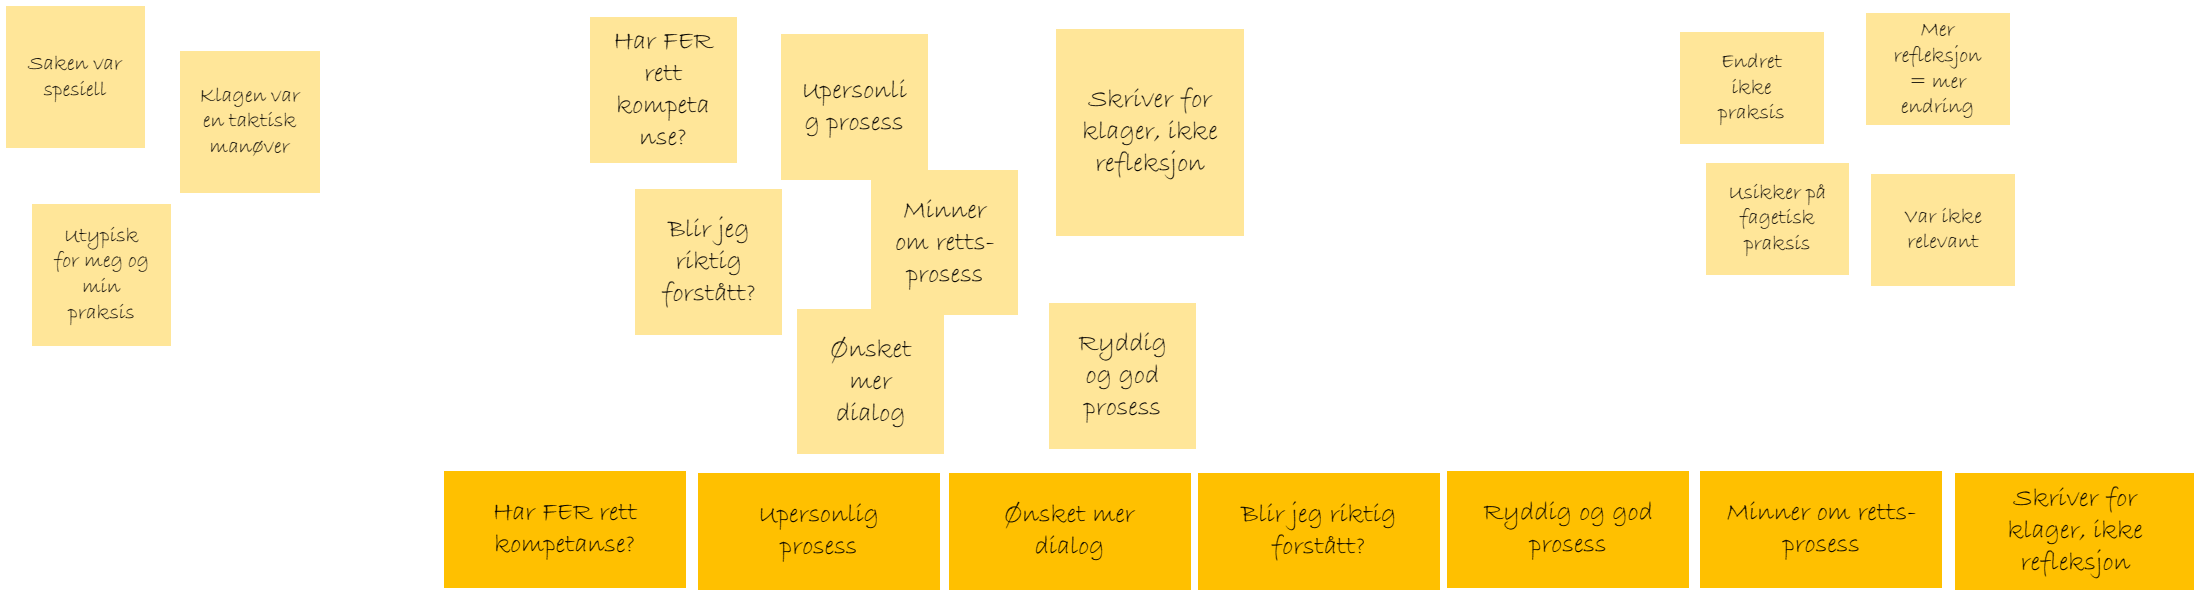 Saken var
spesiell
Klagen var
en taktisk
manøver
Utypisk
for meg og
min
praksis
Har FER
rett
kompeta
nse?
Upersonli
g prosess
Skriver for
klager, ikke
refleksjon
Blir jeg
riktig
forstått?
Minner
om retts-
prosess
Ønsket
mer
dialog
Ryddig
og god
prosess
Endret
ikke
praksis
Mer
refleksjon
= mer
endring
Usikker på
fagetisk
praksis
Var ikke
relevant
Har FER rett
kompetanse?
Upersonlig
prosess
Ønsket mer
dialog
Blir jeg riktig
forstått?
Ryddig og god
prosess
Minner om retts-
prosess
Skriver for
klager, ikke
refleksjon